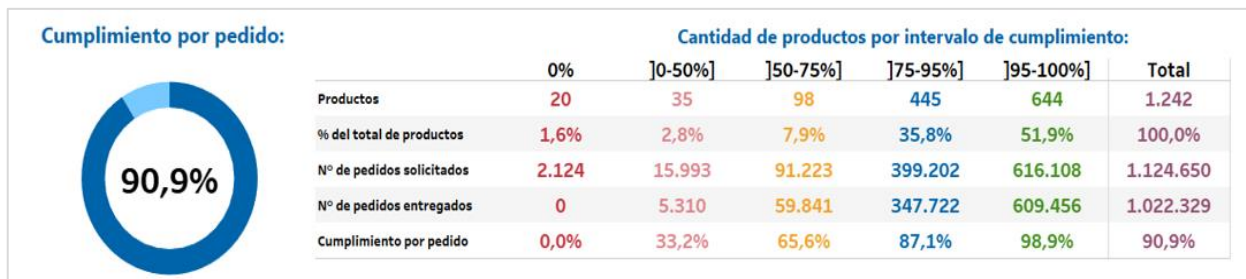 Cumplimiento por pedido:
90,9%
Cantidad de productos por intervalo de cumplimiento:
0% ]0-50%] ]50-75%] ]75-95%] ]95-100%] Total
Productos 20 35 98 445 644 1.242
% del total de productos 1,6% 2,8% 7,9% 35,8% 51,9% 100,0%
Nº de pedidos solicitados 2.124 15.993 91.223 399.202 616.108 1.124.650
Nº de pedidos entregados 0 5.310 59.841 347.722 609.456 1.022.329
Cumplimiento por pedido 0,0% 33,2% 65,6% 87,1% 98,9% 90,9%